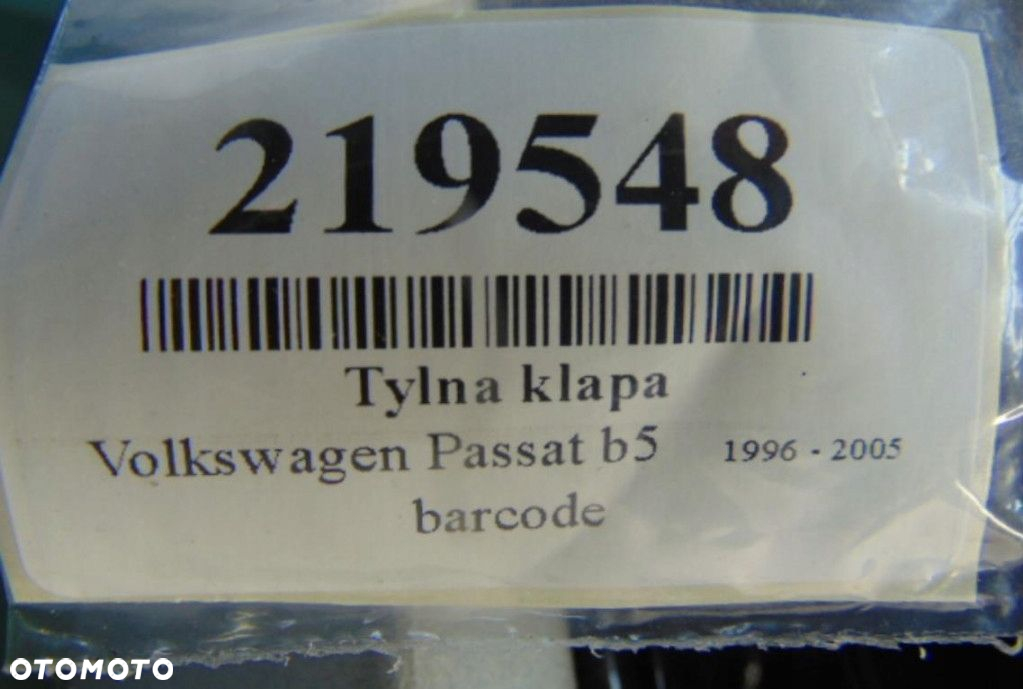 219548
Tylna klapa
Volkswagen Passat b5 1996 - 2005
barcode
OTOMOTO